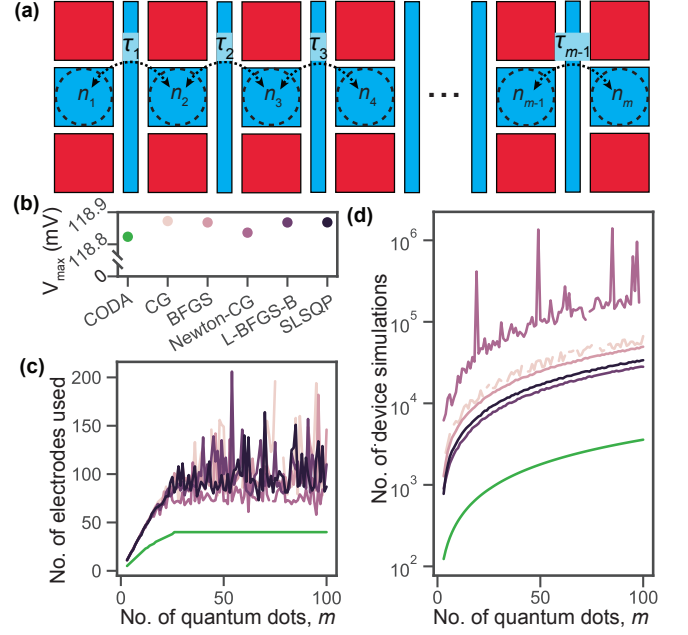 (a)
τ1 τ2 τ3 τm-1
n1 n2 n3 n4 ... nm-1 nm
(b)
Vmax (mV)
118.9
118.8
0
CODA CG BFGS Newton-CG L-BFGS-B SLSQP
(c)
No. of electrodes used
200
150
100
50
0
0 50 100
No. of quantum dots, m
(d)
No. of device simulations
10^6
10^5
10^4
10^3
10^2
0 50 100
No. of quantum dots, m